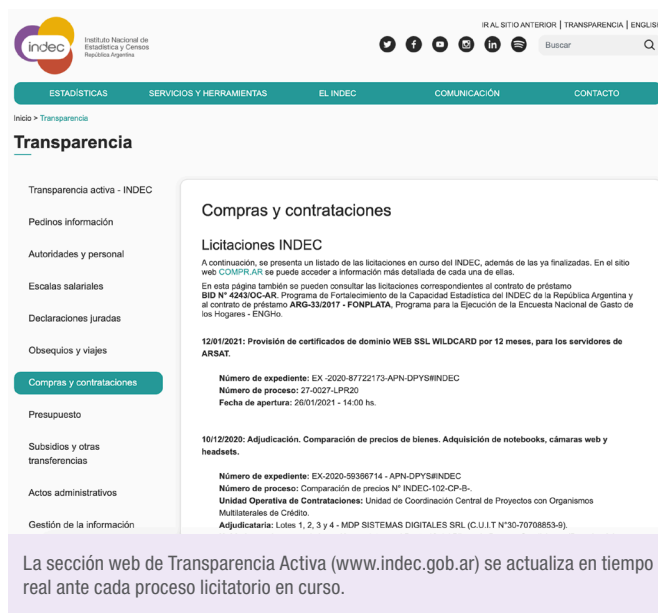 IR AL SITIO ANTERIOR | TRANSPARENCIA | ENGLISH
indec
Instituto Nacional de
Estadística y Censos
República Argentina
Buscar
ESTADÍSTICAS SERVICIOS Y HERRAMIENTAS EL INDEC COMUNICACIÓN CONTACTO
Inicio > Transparencia
Transparencia
Transparencia activa - INDEC
Pedinos información
Autoridades y personal
Escalas salariales
Declaraciones juradas
Obsequios y viajes
Compras y contrataciones
Presupuesto
Subsidios y otras
transferencias
Actos administrativos
Gestión de la información
Compras y contrataciones
Licitaciones INDEC
A continuación, se presenta un listado de las licitaciones en curso del INDEC, además de las ya finalizadas. En el sitio
web COMPR.AR se puede acceder a información más detallada de cada una de ellas.
En esta página también se pueden consultar las licitaciones correspondientes al contrato de préstamo
BID N° 4243/OC-AR. Programa de Fortalecimiento de la Capacidad Estadística del INDEC de la República Argentina y
al contrato de préstamo ARG-33/2017 - FONPLATA, Programa para la Ejecución de la Encuesta Nacional de Gasto de
los Hogares - ENGHo.
12/01/2021: Provisión de certificados de dominio WEB SSL WILDCARD por 12 meses, para los servidores de
ARSAT.
Número de expediente: EX -2020-87722173-APN-DPYS#INDEC
Número de proceso: 27-0027-LPR20
Fecha de apertura: 26/01/2021 - 14:00 hs.
10/12/2020: Adjudicación. Comparación de precios de bienes. Adquisición de notebooks, cámaras web y
headsets.
Número de expediente: EX-2020-59366714 - APN-DPYS#INDEC
Número de proceso: Comparación de precios N° INDEC-102-CP-B-.
Unidad Operativa de Contrataciones: Unidad de Coordinación Central de Proyectos con Organismos
Multilaterales de Crédito.
Adjudicataria: Lotes 1, 2, 3 y 4 - MDP SISTEMAS DIGITALES SRL (C.U.I.T N°30-70708853-9).
La sección web de Transparencia Activa (www.indec.gob.ar) se actualiza en tiempo
real ante cada proceso licitatorio en curso.